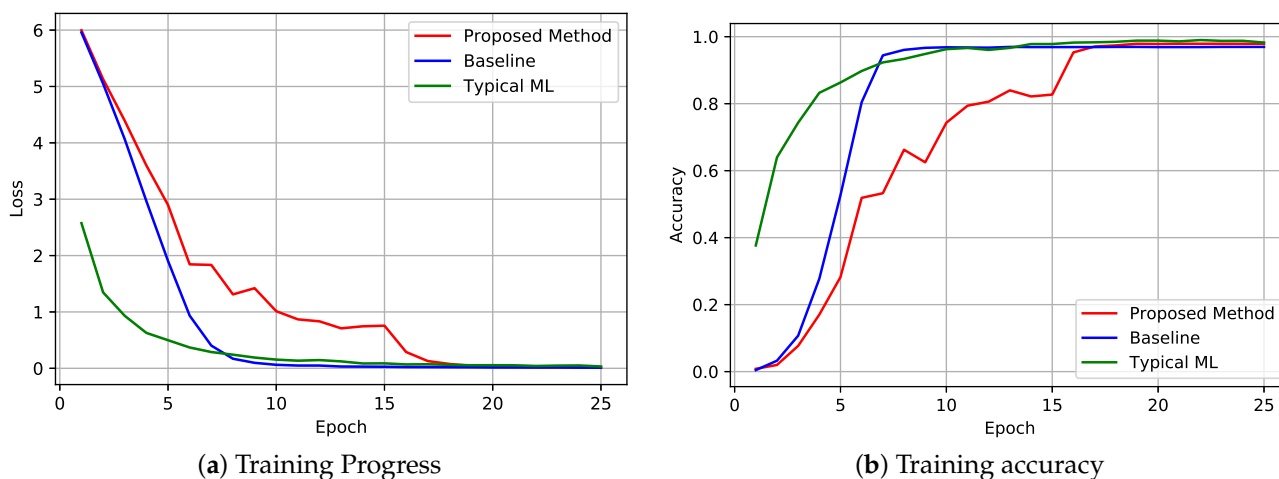 6
5
4
3
2
1
0
Loss
0
5
10
15
20
25
Epoch
Proposed Method
Baseline
Typical ML
(a) Training Progress
1.0
0.8
0.6
0.4
0.2
0.0
Accuracy
0
5
10
15
20
25
Epoch
Proposed Method
Baseline
Typical ML
(b) Training accuracy